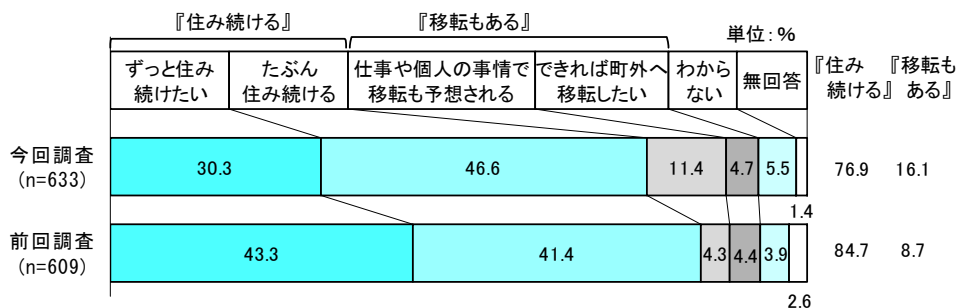 『住み続ける』 『移転もある』
単位：％
ずっと住み
続けたい
たぶん
住み続ける
仕事や個人の事情で
移転も予想される
できれば町外へ
移転したい
わから
ない
無回答
『住み
続ける』
『移転も
ある』
今回調査
(n=633)
30.3 46.6 11.4 4.7 5.5 76.9 16.1
1.4
前回調査
(n=609)
43.3 41.4 4.3 4.4 3.9 84.7 8.7
2.6